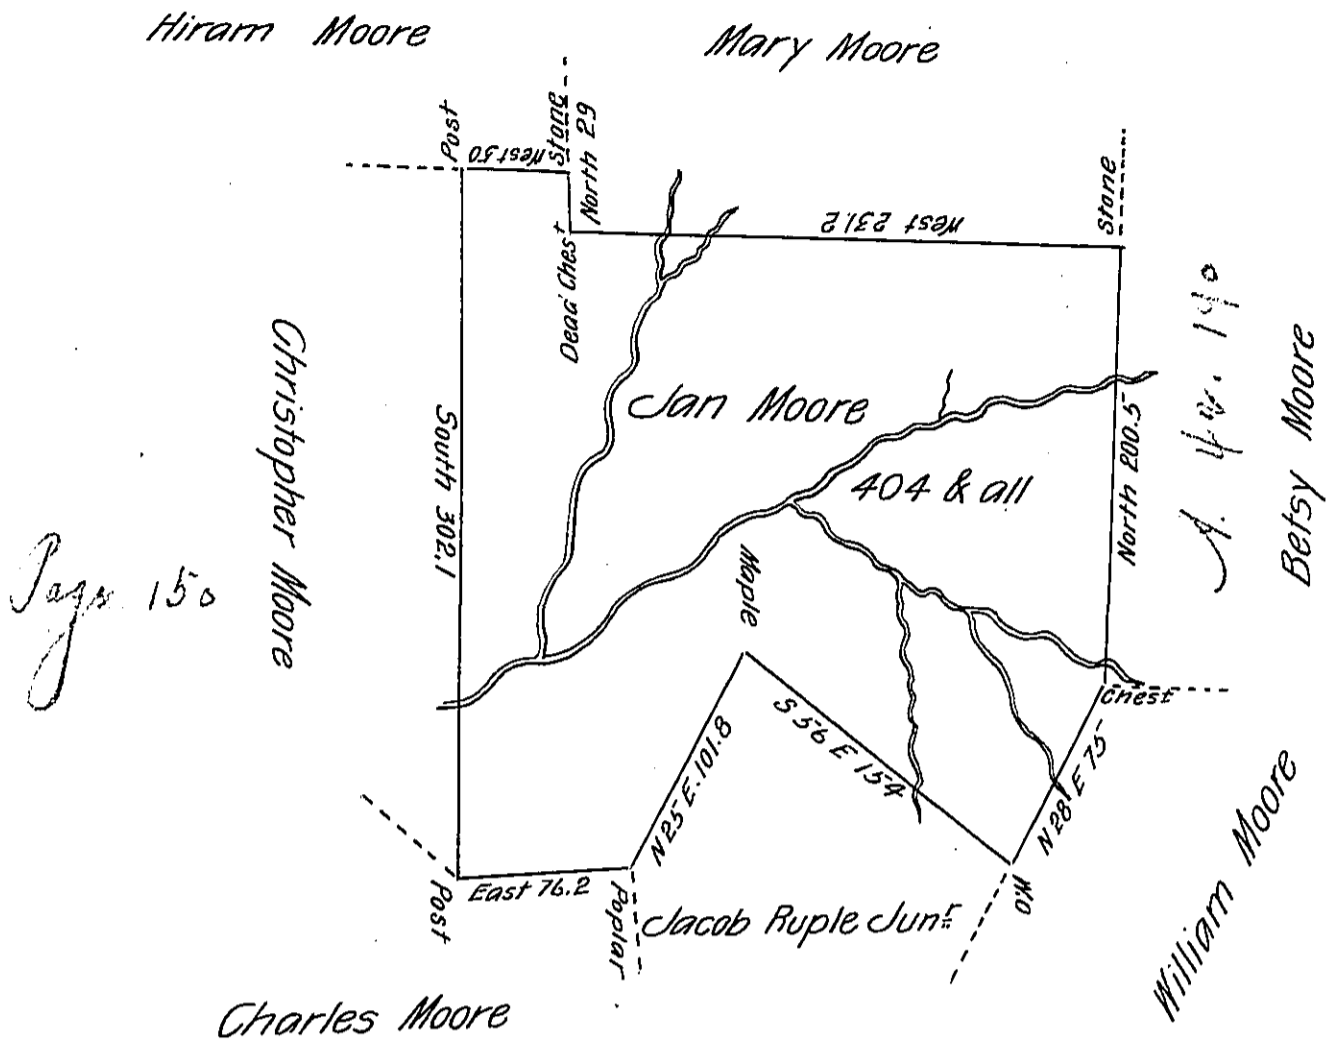 Hiram Moore
Mary Moore
Post
West 50
Stone
North 29
Dead Chest
West 231.2
Stone
Christopher Moore
South 302.1
Jan Moore
404 & all
North 200.5
Betsy Moore
Page 150
Maple
S 56 E 154
N 25 E. 101.8
Chest
N 28 E 75
W.O
William Moore
Post
East 76.2
Poplar
Jacob Ruple Junr
Charles Moore